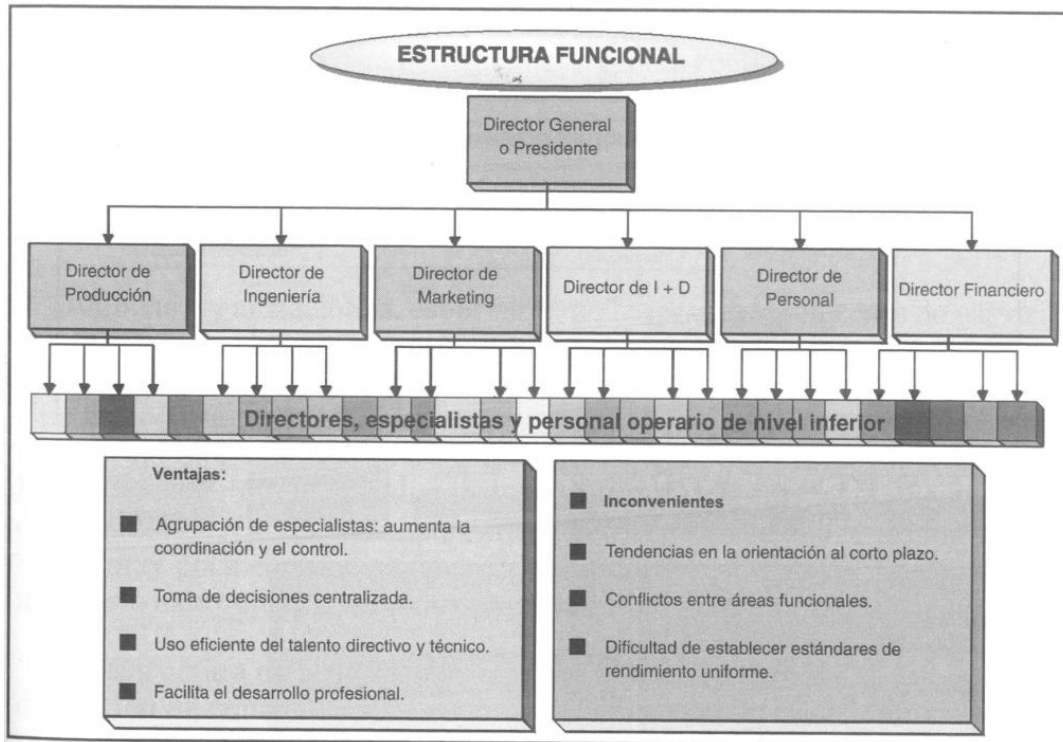 ESTRUCTURA FUNCIONAL
Director General
o Presidente
Director de
Producción
Director de
Ingeniería
Director de
Marketing
Director de I + D
Director de
Personal
Director Financiero
Directores, especialistas y personal operario de nivel inferior
Ventajas:
Agrupación de especialistas: aumenta la
coordinación y el control.
Toma de decisiones centralizada.
Uso eficiente del talento directivo y técnico.
Facilita el desarrollo profesional.
Inconvenientes
Tendencias en la orientación al corto plazo.
Conflictos entre áreas funcionales.
Dificultad de establecer estándares de
rendimiento uniforme.